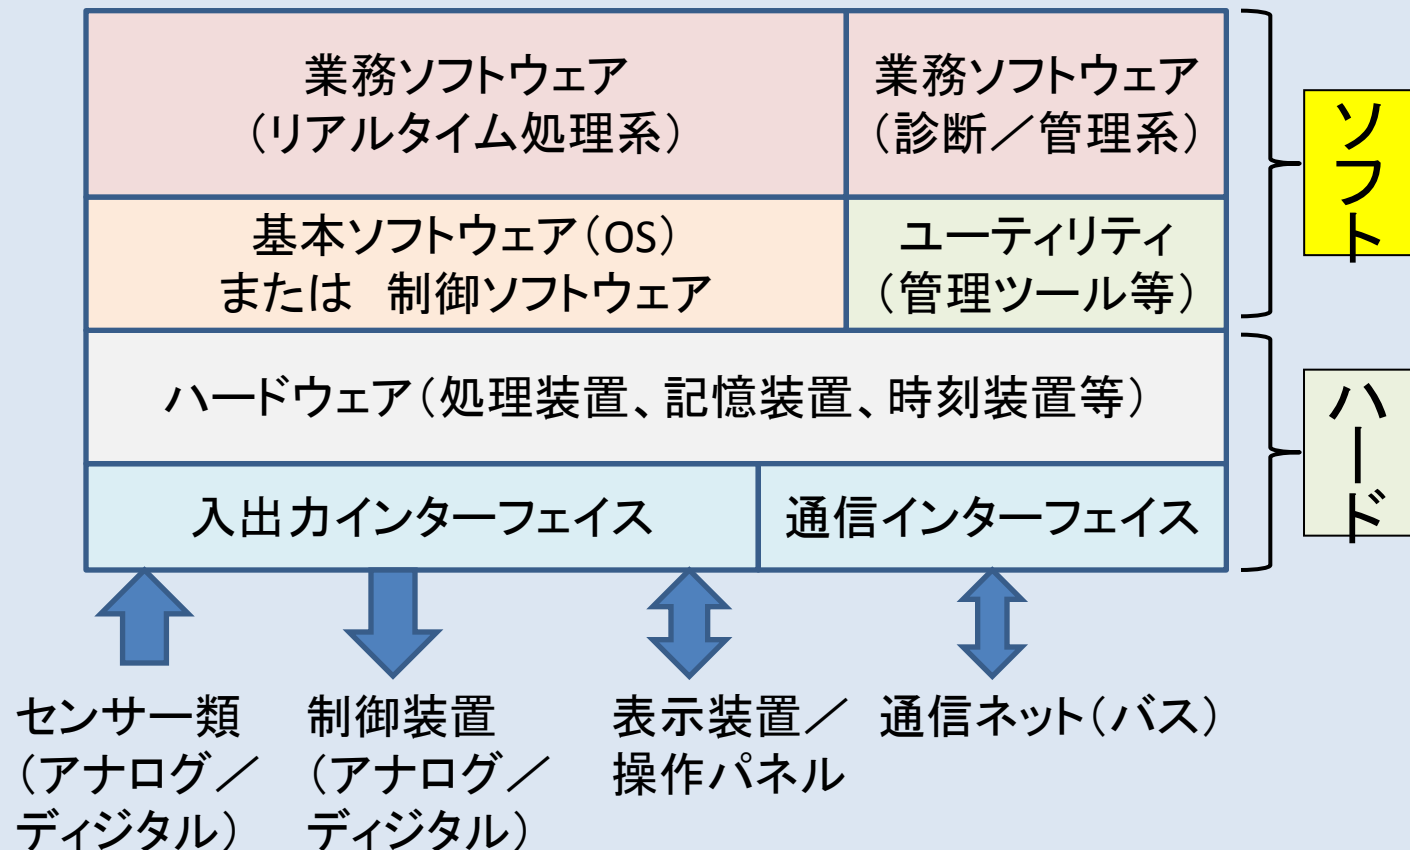 業務ソフトウェア
（リアルタイム処理系）
業務ソフトウェア
（診断／管理系）
ソフト
基本ソフトウェア（OS）
または　制御ソフトウェア
ユーティリティ
（管理ツール等）
ハードウェア（処理装置、記憶装置、時刻装置等）
ハード
入出力インターフェイス
通信インターフェイス
センサー類
（アナログ／
ディジタル）
制御装置
（アナログ／
ディジタル）
表示装置／
操作パネル
通信ネット（バス）